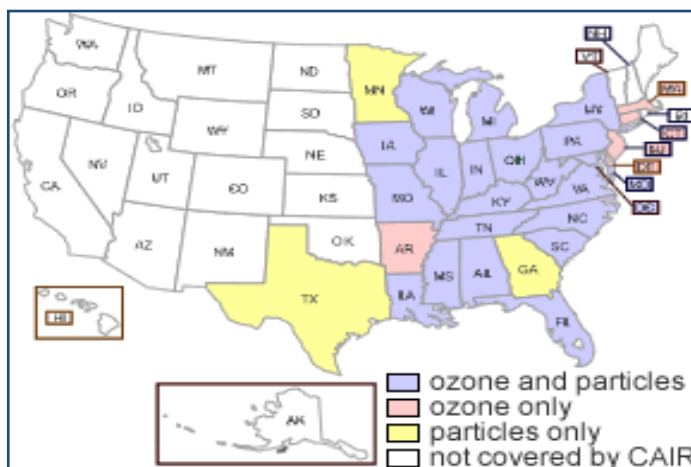 WA
MT
ND
MN
OR
ID
SD
WI
MI
NY
VT
NH
MA
RI
CT
NJ
DE
MD
DC
WY
NE
IA
PA
NV
UT
CO
IL
IN
OH
WV
VA
CA
KS
MO
KY
AZ
NM
OK
AR
TN
NC
SC
TX
LA
MS
AL
GA
FL
HI
AK
ozone and particles
ozone only
particles only
not covered by CAIR